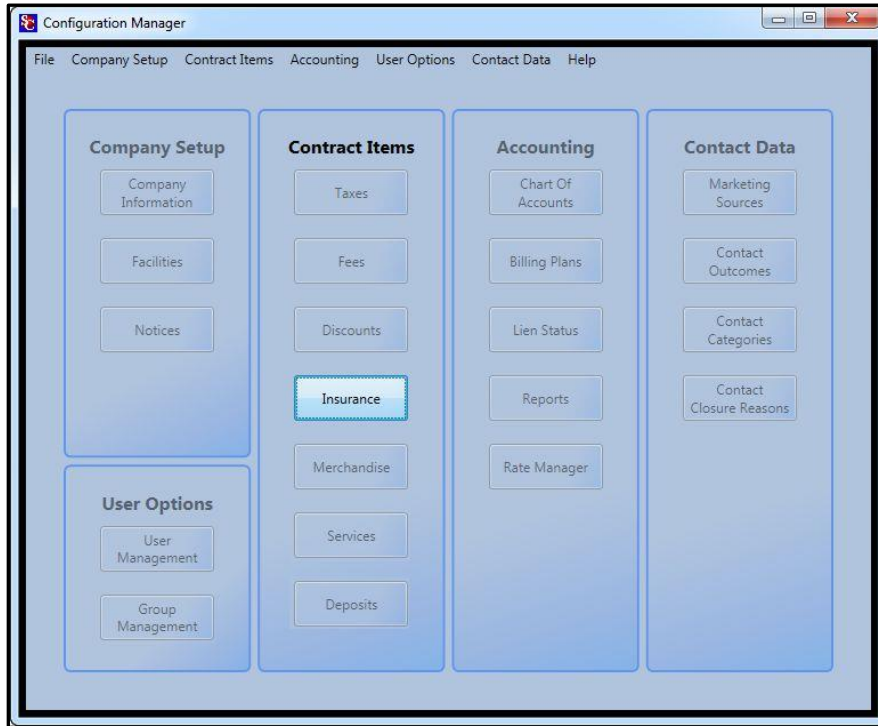 Configuration Manager
File Company Setup Contract Items Accounting User Options Contact Data Help
Company Setup
Company
Information
Facilities
Notices
User Options
User
Management
Group
Management
Contract Items
Taxes
Fees
Discounts
Insurance
Merchandise
Services
Deposits
Accounting
Chart Of
Accounts
Billing Plans
Lien Status
Reports
Rate Manager
Contact Data
Marketing
Sources
Contact
Outcomes
Contact
Categories
Contact
Closure Reasons